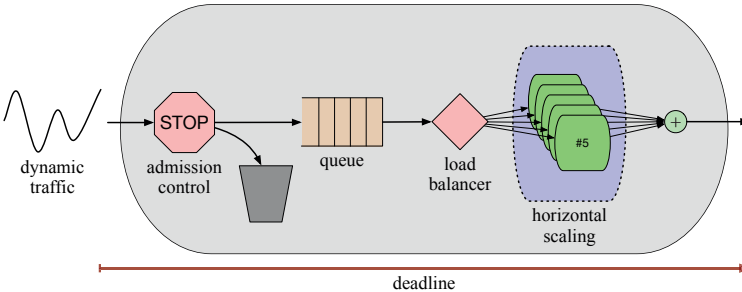 STOP
dynamic
traffic
admission
control
queue
load
balancer
#5
+
horizontal
scaling
deadline